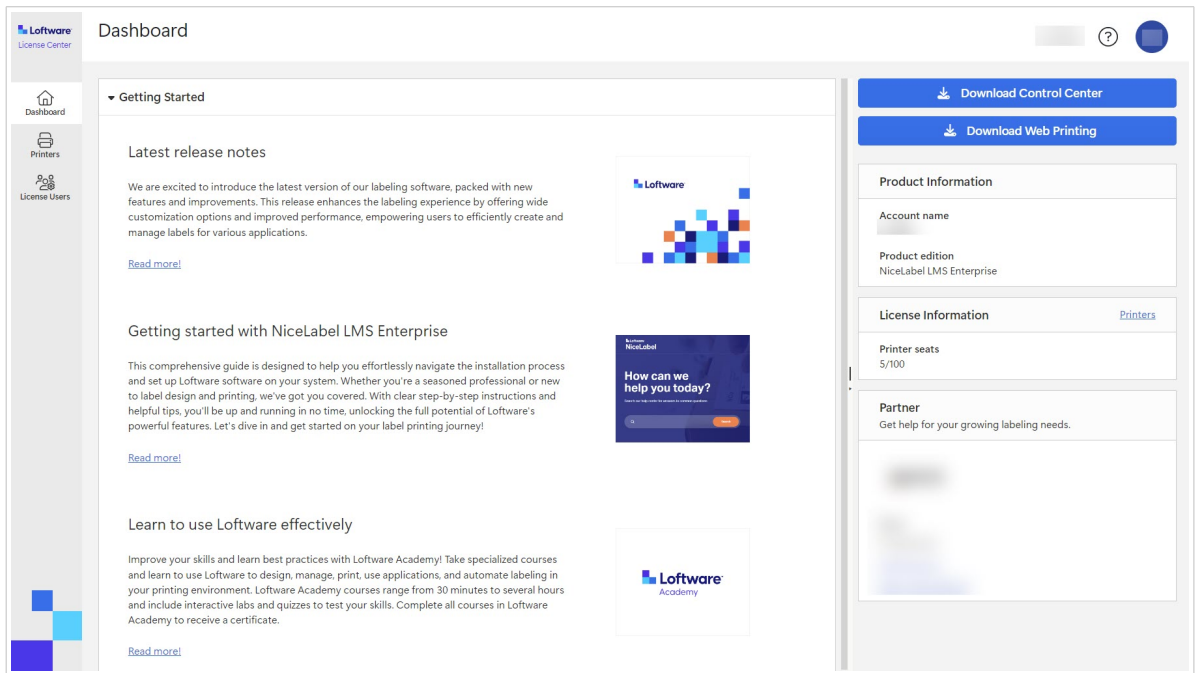 Loftware
License Center
Dashboard
?
Dashboard
Printers
License Users
Getting Started
Latest release notes
We are excited to introduce the latest version of our labeling software, packed with new
features and improvements. This release enhances the labeling experience by offering wide
customization options and improved performance, empowering users to efficiently create and
manage labels for various applications.
Read more!
Loftware
Getting started with NiceLabel LMS Enterprise
This comprehensive guide is designed to help you effortlessly navigate the installation process
and set up Loftware software on your system. Whether you're a seasoned professional or new
to label design and printing, we've got you covered. With clear step-by-step instructions and
helpful tips, you'll be up and running in no time, unlocking the full potential of Loftware's
powerful features. Let's dive in and get started on your label printing journey!
Read more!
Loftware
NiceLabel
How can we
help you today?
Learn to use Loftware effectively
Improve your skills and learn best practices with Loftware Academy! Take specialized courses
and learn to use Loftware to design, manage, print, use applications, and automate labeling in
your printing environment. Loftware Academy courses range from 30 minutes to several hours
and include interactive labs and quizzes to test your skills. Complete all courses in Loftware
Academy to receive a certificate.
Read more!
Loftware
Academy
Download Control Center
Download Web Printing
Product Information
Account name
Product edition
NiceLabel LMS Enterprise
License Information
Printers
Printer seats
5/100
Partner
Get help for your growing labeling needs.